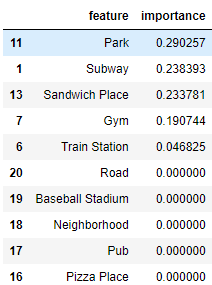 feature importance
11 Park 0.290257
1 Subway 0.238393
13 Sandwich Place 0.233781
7 Gym 0.190744
6 Train Station 0.046825
20 Road 0.000000
19 Baseball Stadium 0.000000
18 Neighborhood 0.000000
17 Pub 0.000000
16 Pizza Place 0.000000